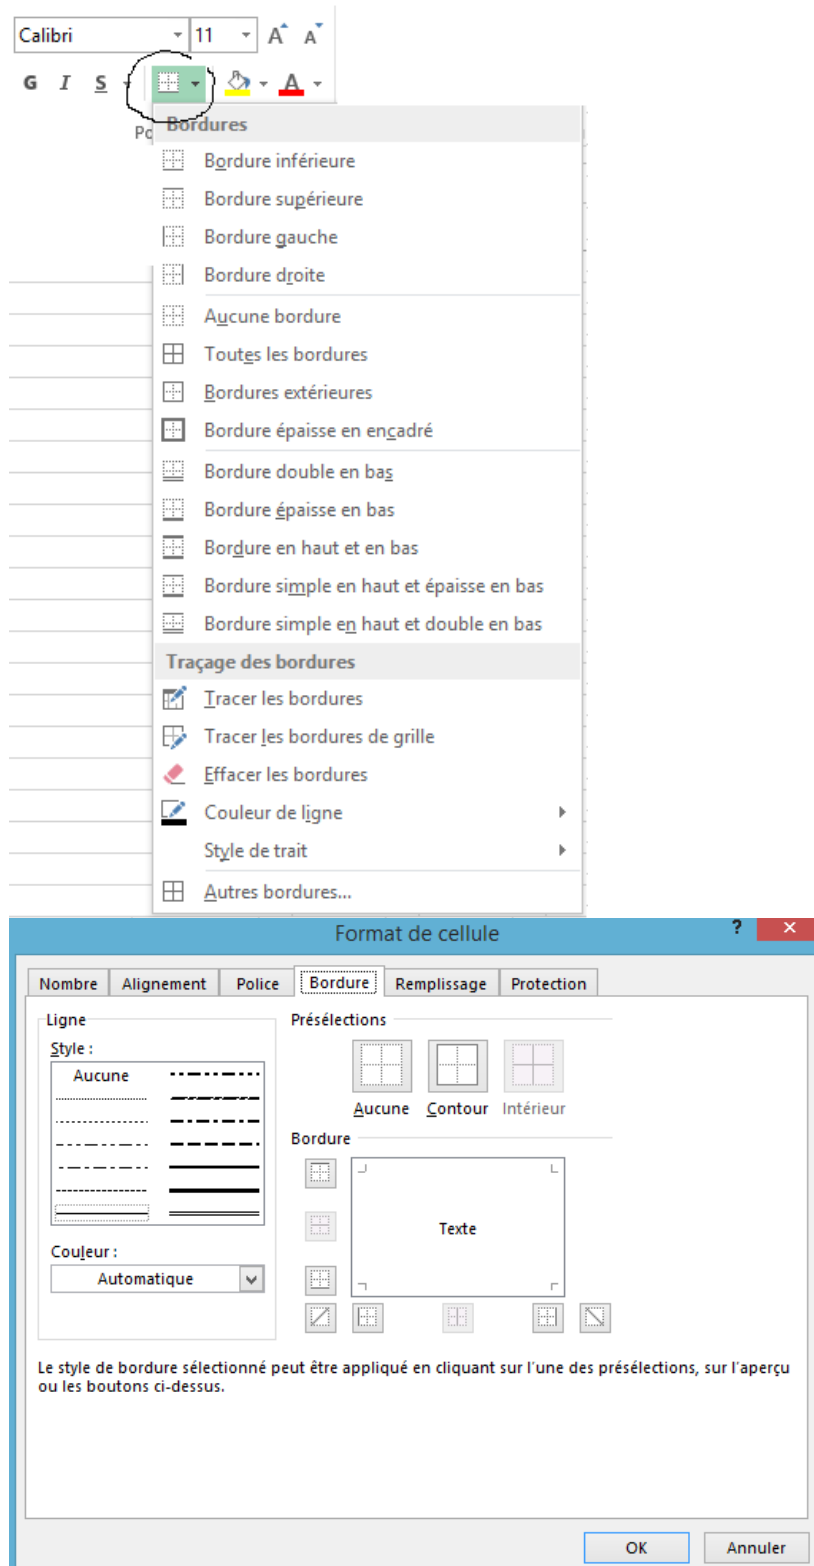 Calibri 11 A A
G I S A
Po
Bordures
Bordure inférieure
Bordure supérieure
Bordure gauche
Bordure droite
Aucune bordure
Toutes les bordures
Bordures extérieures
Bordure épaisse en encadré
Bordure double en bas
Bordure épaisse en bas
Bordure en haut et en bas
Bordure simple en haut et épaisse en bas
Bordure simple en haut et double en bas
Traçage des bordures
Tracer les bordures
Tracer les bordures de grille
Effacer les bordures
Couleur de ligne
Style de trait
Autres bordures...
Format de cellule ?
Nombre Alignement Police Bordure Remplissage Protection
Ligne Présélections
Style :
Aucune
Aucune Contour Intérieur
Bordure
Texte
Couleur :
Automatique
Le style de bordure sélectionné peut être appliqué en cliquant sur l'une des présélections, sur l'aperçu
ou les boutons ci-dessus.
OK Annuler